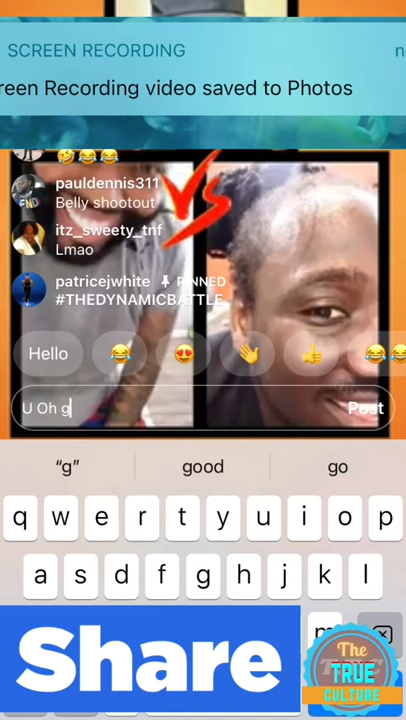 SCREEN RECORDING
n
reen Recording video saved to Photos
pauldennis311
Belly shootout
VS
itz_sweety_tnf
Lmao
patricejwhite PINNED
#THEDYNAMICBATTLE
Hello
U Oh g
Post
"g" good go
q w e r t y u i o p
a s d f g h j k l
m
Share
The
TRUE
CULTURE